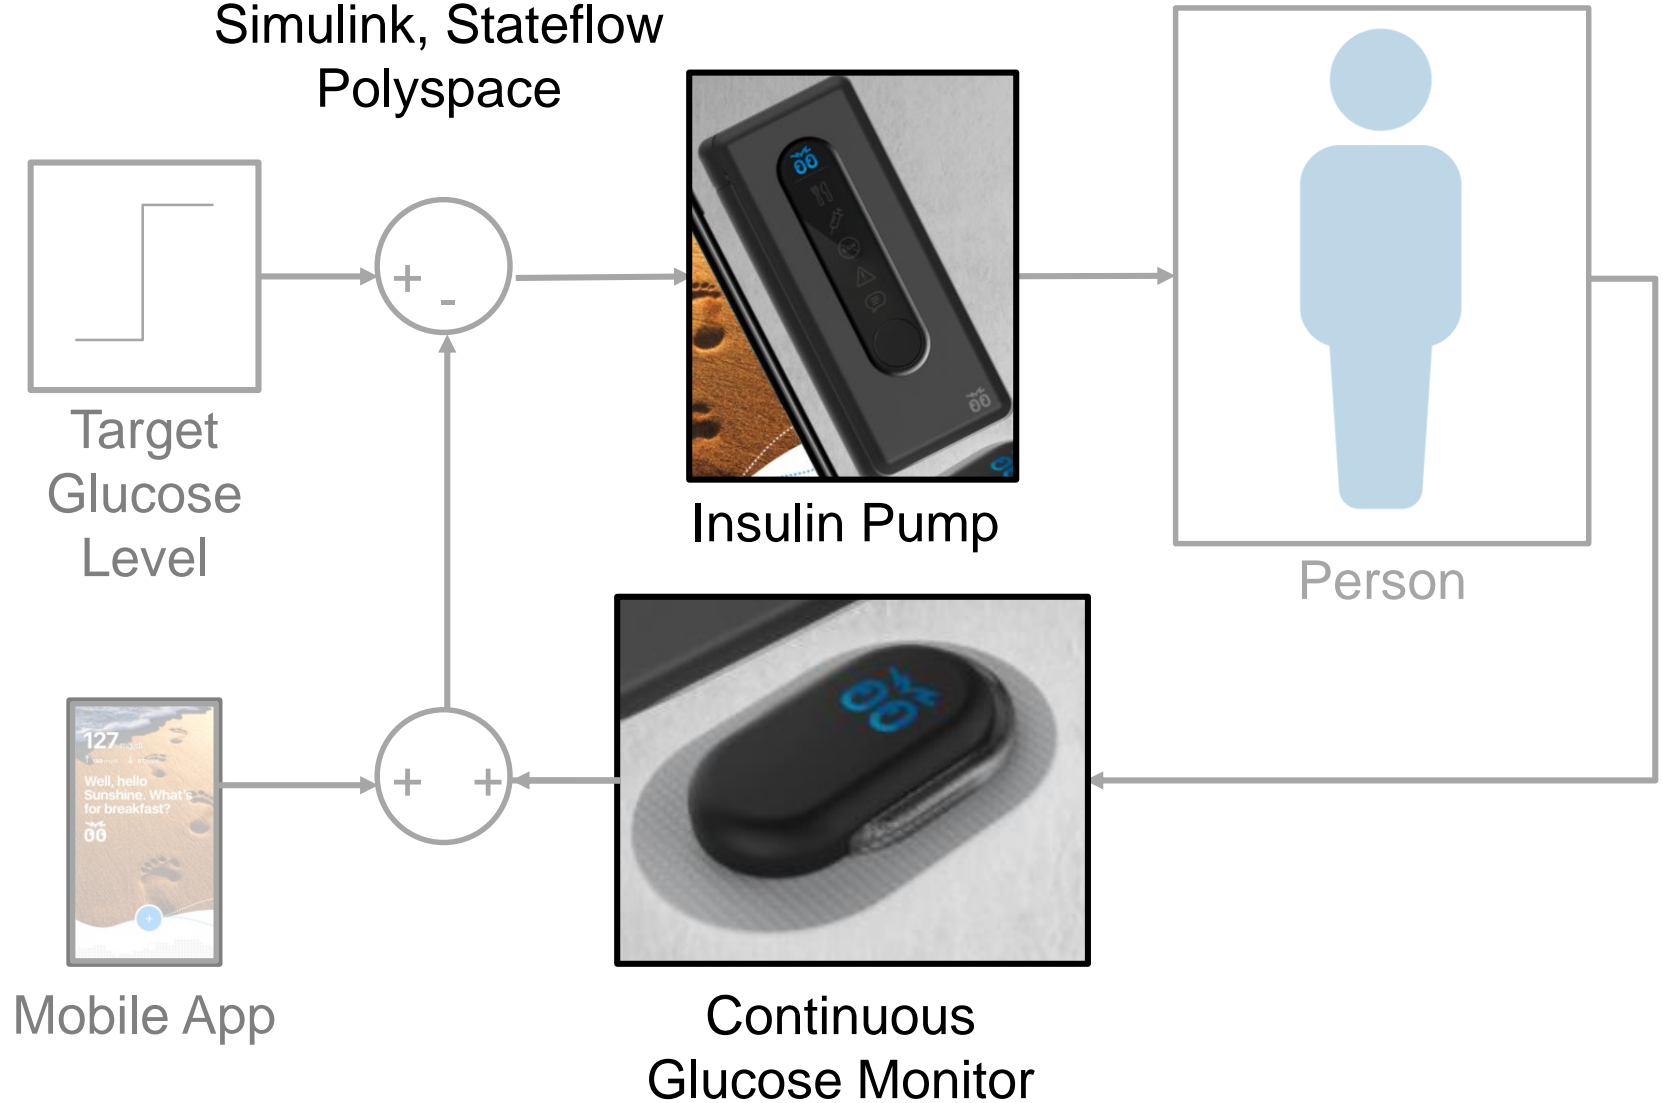 Simulink, Stateflow
Polyspace
+
-
Target
Glucose
Level
Insulin Pump
Person
127
Well, hello
Sunshine. What's
for breakfast?
+
+ +
Mobile App
Continuous
Glucose Monitor